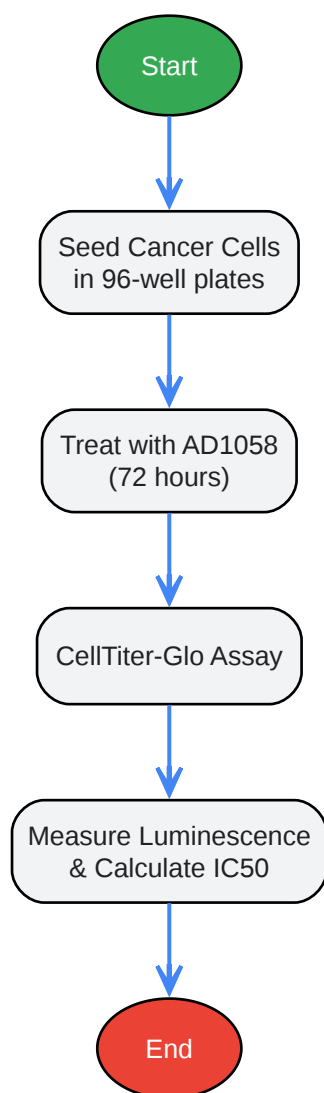 Start
Seed Cancer Cells
in 96-well plates
Treat with AD1058
(72 hours)
CellTiter-Glo Assay
Measure Luminescence
& Calculate IC50
End